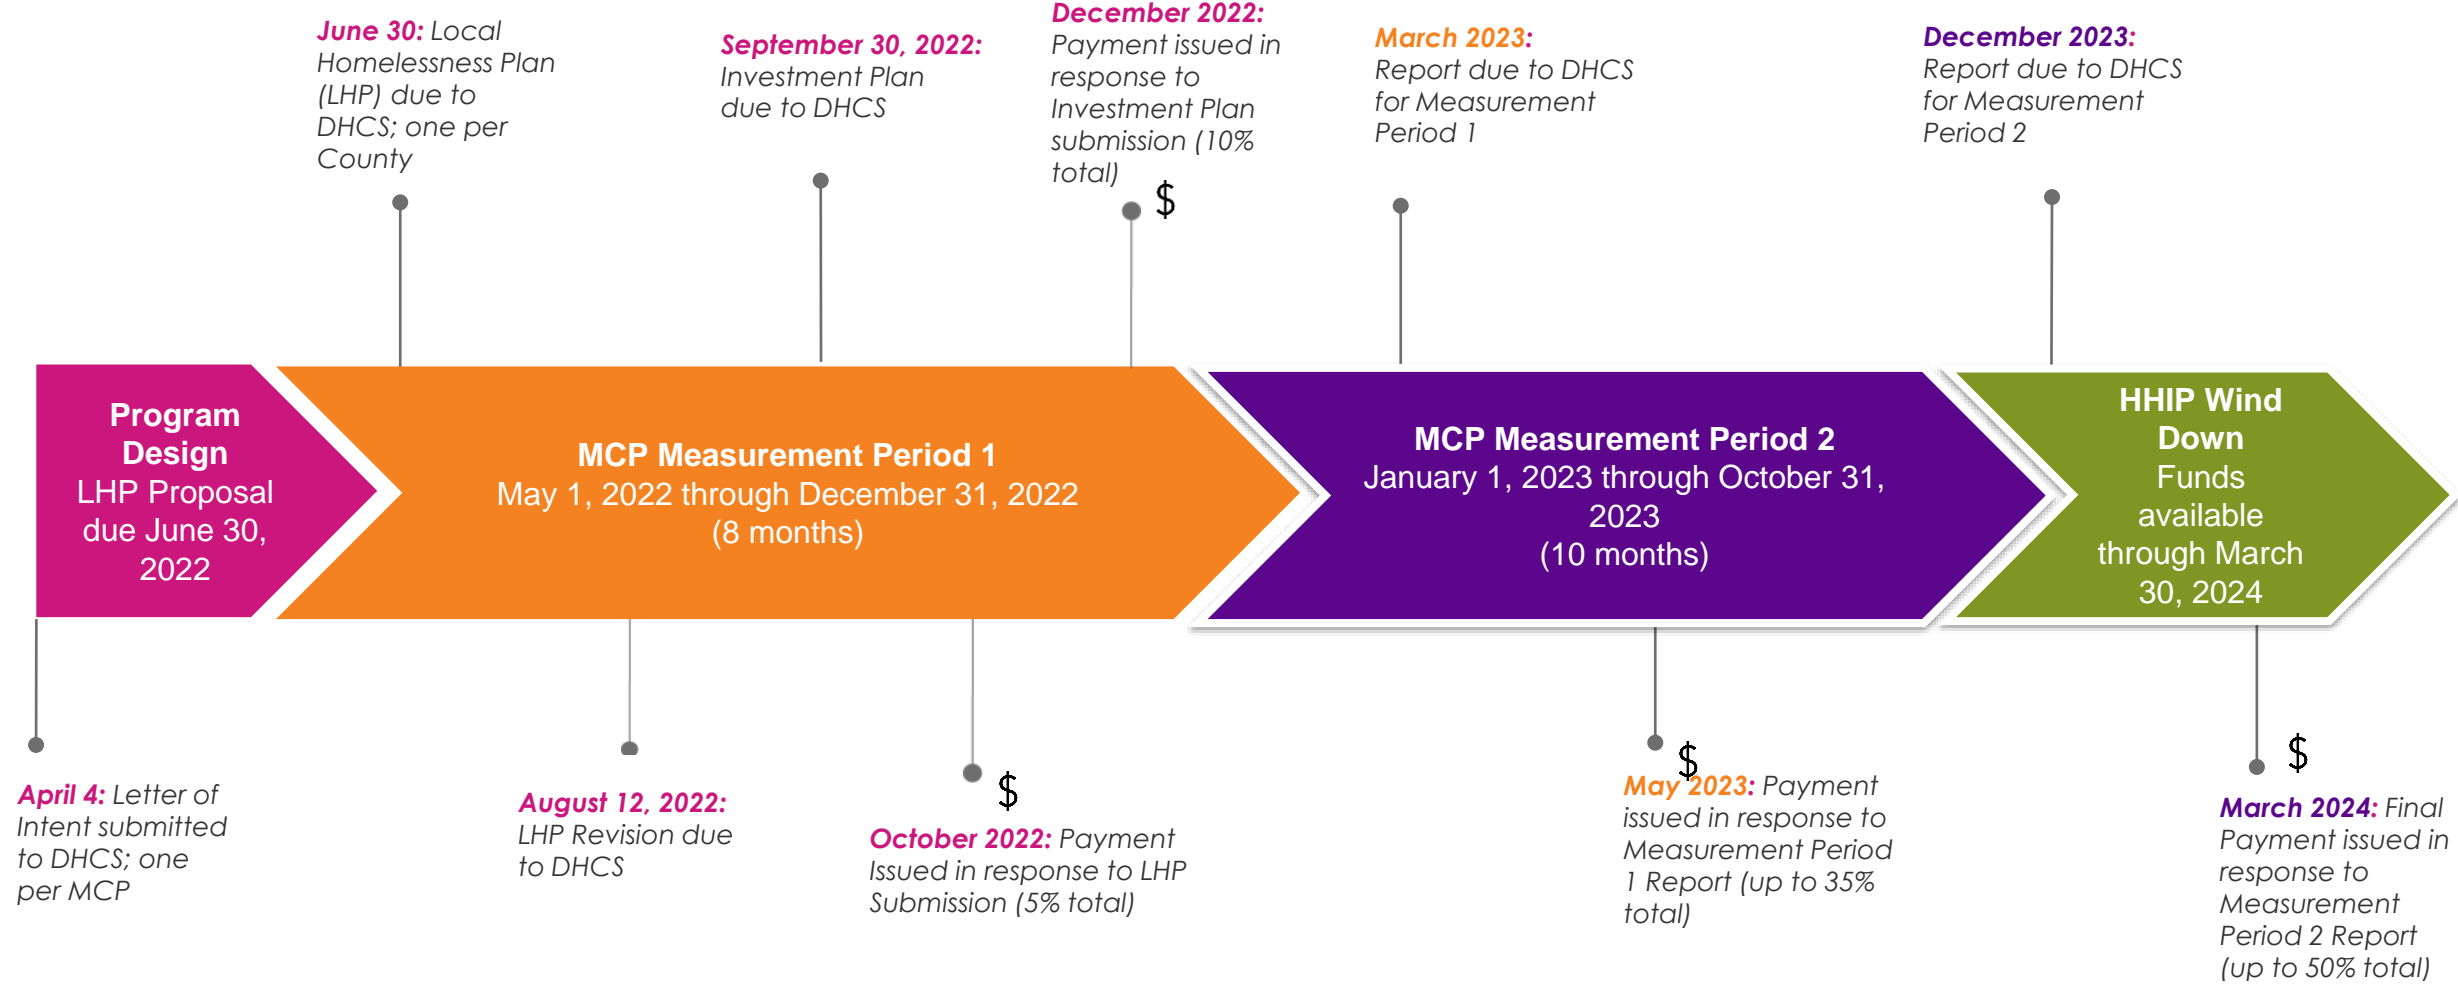 June 30: Local
Homelessness Plan
(LHP) due to
DHCS; one per
County
September 30, 2022:
Investment Plan
due to DHCS
December 2022:
Payment issued in
response to
Investment Plan
submission (10%
total)
$
March 2023:
Report due to DHCS
for Measurement
Period 1
December 2023:
Report due to DHCS
for Measurement
Period 2
Program
Design
LHP Proposal
due June 30,
2022
MCP Measurement Period 1
May 1, 2022 through December 31, 2022
(8 months)
MCP Measurement Period 2
January 1, 2023 through October 31,
2023
(10 months)
HHIP Wind
Down
Funds
available
through March
30, 2024
April 4: Letter of
Intent submitted
to DHCS; one
per MCP
August 12, 2022:
LHP Revision due
to DHCS
$
October 2022: Payment
Issued in response to LHP
Submission (5% total)
$
May 2023: Payment
issued in response to
Measurement Period
1 Report (up to 35%
total)
$
March 2024: Final
Payment issued in
response to
Measurement
Period 2 Report
(up to 50% total)